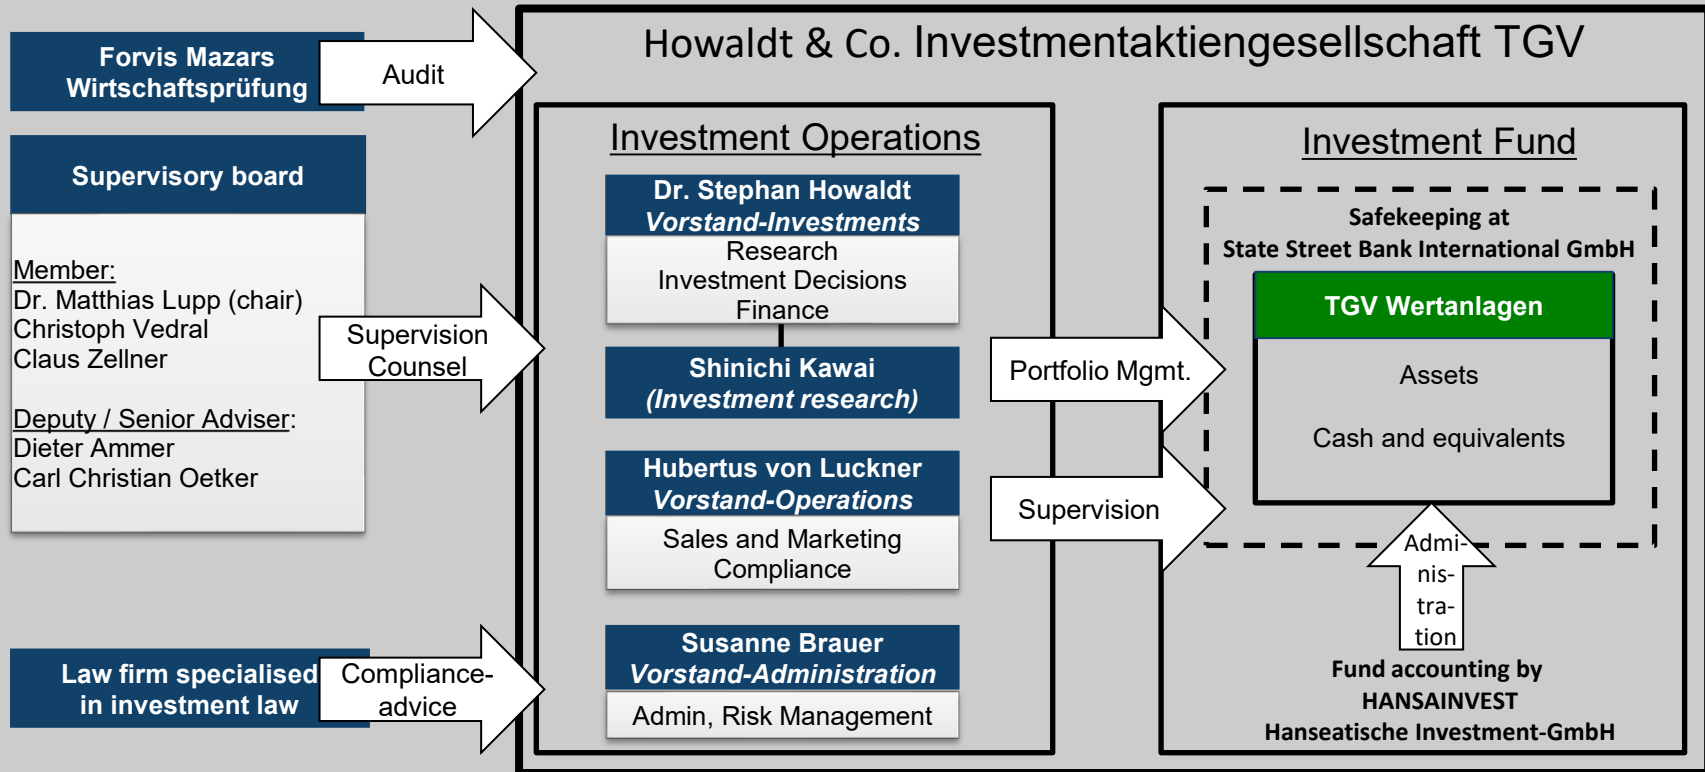 Howaldt & Co. Investmentaktiengesellschaft TGV
Forvis Mazars
Wirtschaftsprüfung
Audit
Supervisory board
Member:
Dr. Matthias Lupp (chair)
Christoph Vedral
Claus Zellner
Deputy / Senior Adviser:
Dieter Ammer
Carl Christian Oetker
Supervision
Counsel
Law firm specialised
in investment law
Compliance-
advice
Investment Operations
Dr. Stephan Howaldt
Vorstand-Investments
Research
Investment Decisions
Finance
Shinichi Kawai
(Investment research)
Hubertus von Luckner
Vorstand-Operations
Sales and Marketing
Compliance
Susanne Brauer
Vorstand-Administration
Admin, Risk Management
Portfolio Mgmt.
Supervision
Investment Fund
Safekeeping at
State Street Bank International GmbH
TGV Wertanlagen
Assets
Cash and equivalents
Admi-
nis-
tra-
tion
Fund accounting by
HANSAINVEST
Hanseatische Investment-GmbH